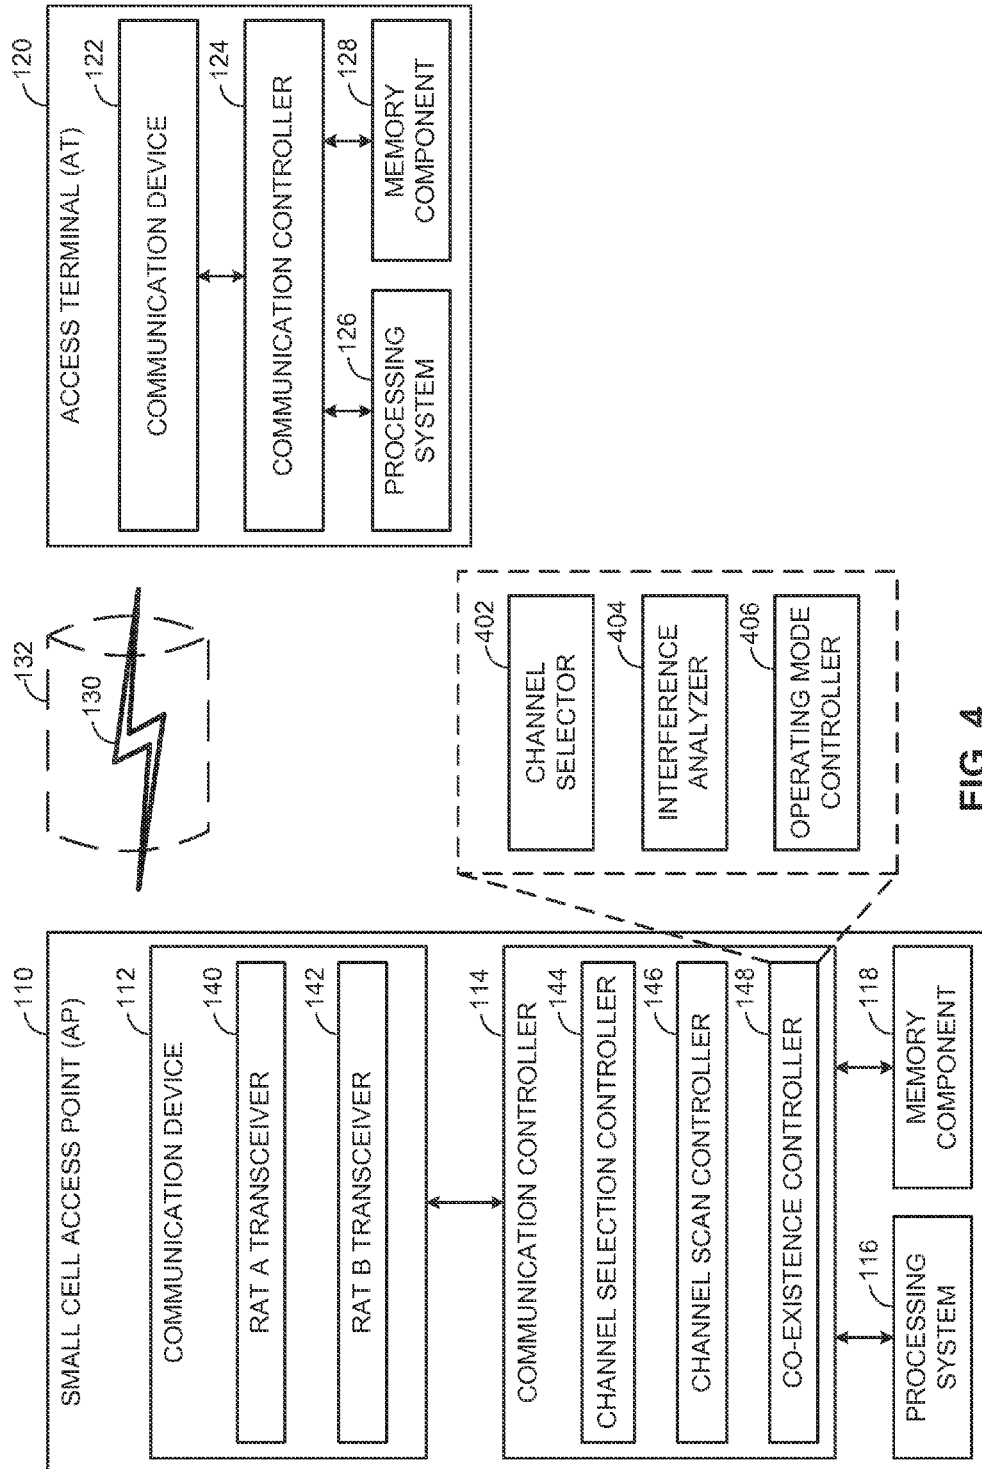 SMALL CELL ACCESS POINT (AP)
110
COMMUNICATION DEVICE
112
RAT A TRANSCEIVER
140
RAT B TRANSCEIVER
142
COMMUNICATION CONTROLLER
114
CHANNEL SELECTION CONTROLLER
144
CHANNEL SCAN CONTROLLER
146
CO-EXISTENCE CONTROLLER
148
PROCESSING
SYSTEM
116
MEMORY
COMPONENT
118
130
132
CHANNEL
SELECTOR
402
INTERFERENCE
ANALYZER
404
OPERATING MODE
CONTROLLER
406
ACCESS TERMINAL (AT)
120
COMMUNICATION DEVICE
122
COMMUNICATION CONTROLLER
124
PROCESSING
SYSTEM
126
MEMORY
COMPONENT
128
FIG. 4